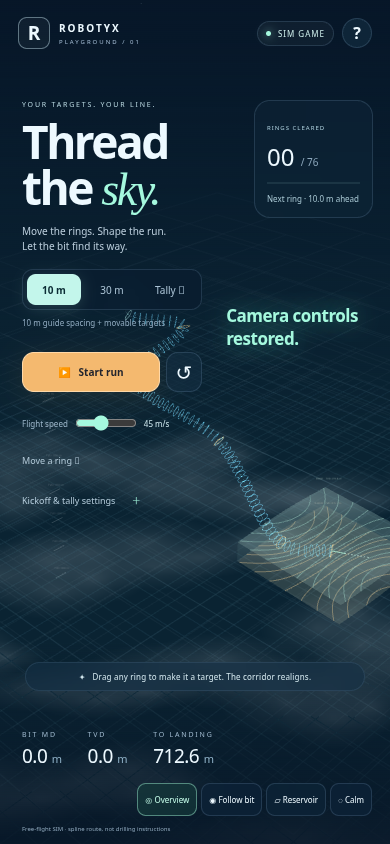 R
ROBOTYX
PLAYGROUND / 01
SIM GAME
?
YOUR TARGETS. YOUR LINE.
Thread
the sky.
Move the rings. Shape the run.
Let the bit find its way.
RINGS CLEARED
00 / 76
Next ring · 10.0 m ahead
10 m
30 m
Tally
10 m guide spacing + movable targets
Camera controls
restored.
Start run
Flight speed
45 m/s
Move a ring
Kickoff & tally settings +
Drag any ring to make it a target. The corridor realigns.
BIT MD
TVD
TO LANDING
0.0 m
0.0 m
712.6 m
Overview
Follow bit
Reservoir
Calm
Free-flight SIM · spline route, not drilling instructions